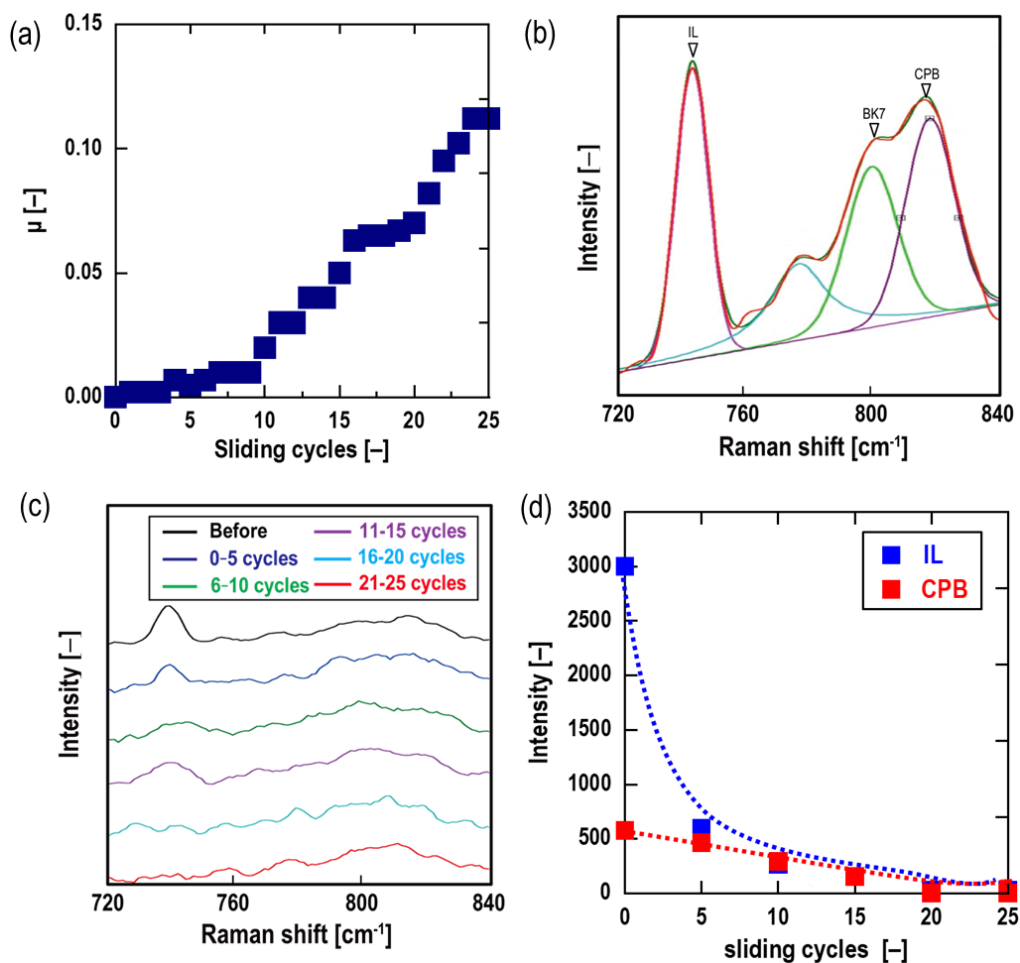 (a)
0.15
0.10
0.05
0.00
μ [–]
0 5 10 15 20 25
Sliding cycles [–]
(b)
IL
BK7
CPB
Intensity [–]
720 760 800 840
Raman shift [cm-1]
(c)
Before
0-5 cycles
6-10 cycles
11-15 cycles
16-20 cycles
21-25 cycles
Intensity [–]
720 760 800 840
Raman shift [cm-1]
(d)
3500
3000
2500
2000
1500
1000
500
0
Intensity [–]
IL
CPB
0 5 10 15 20 25
sliding cycles [–]